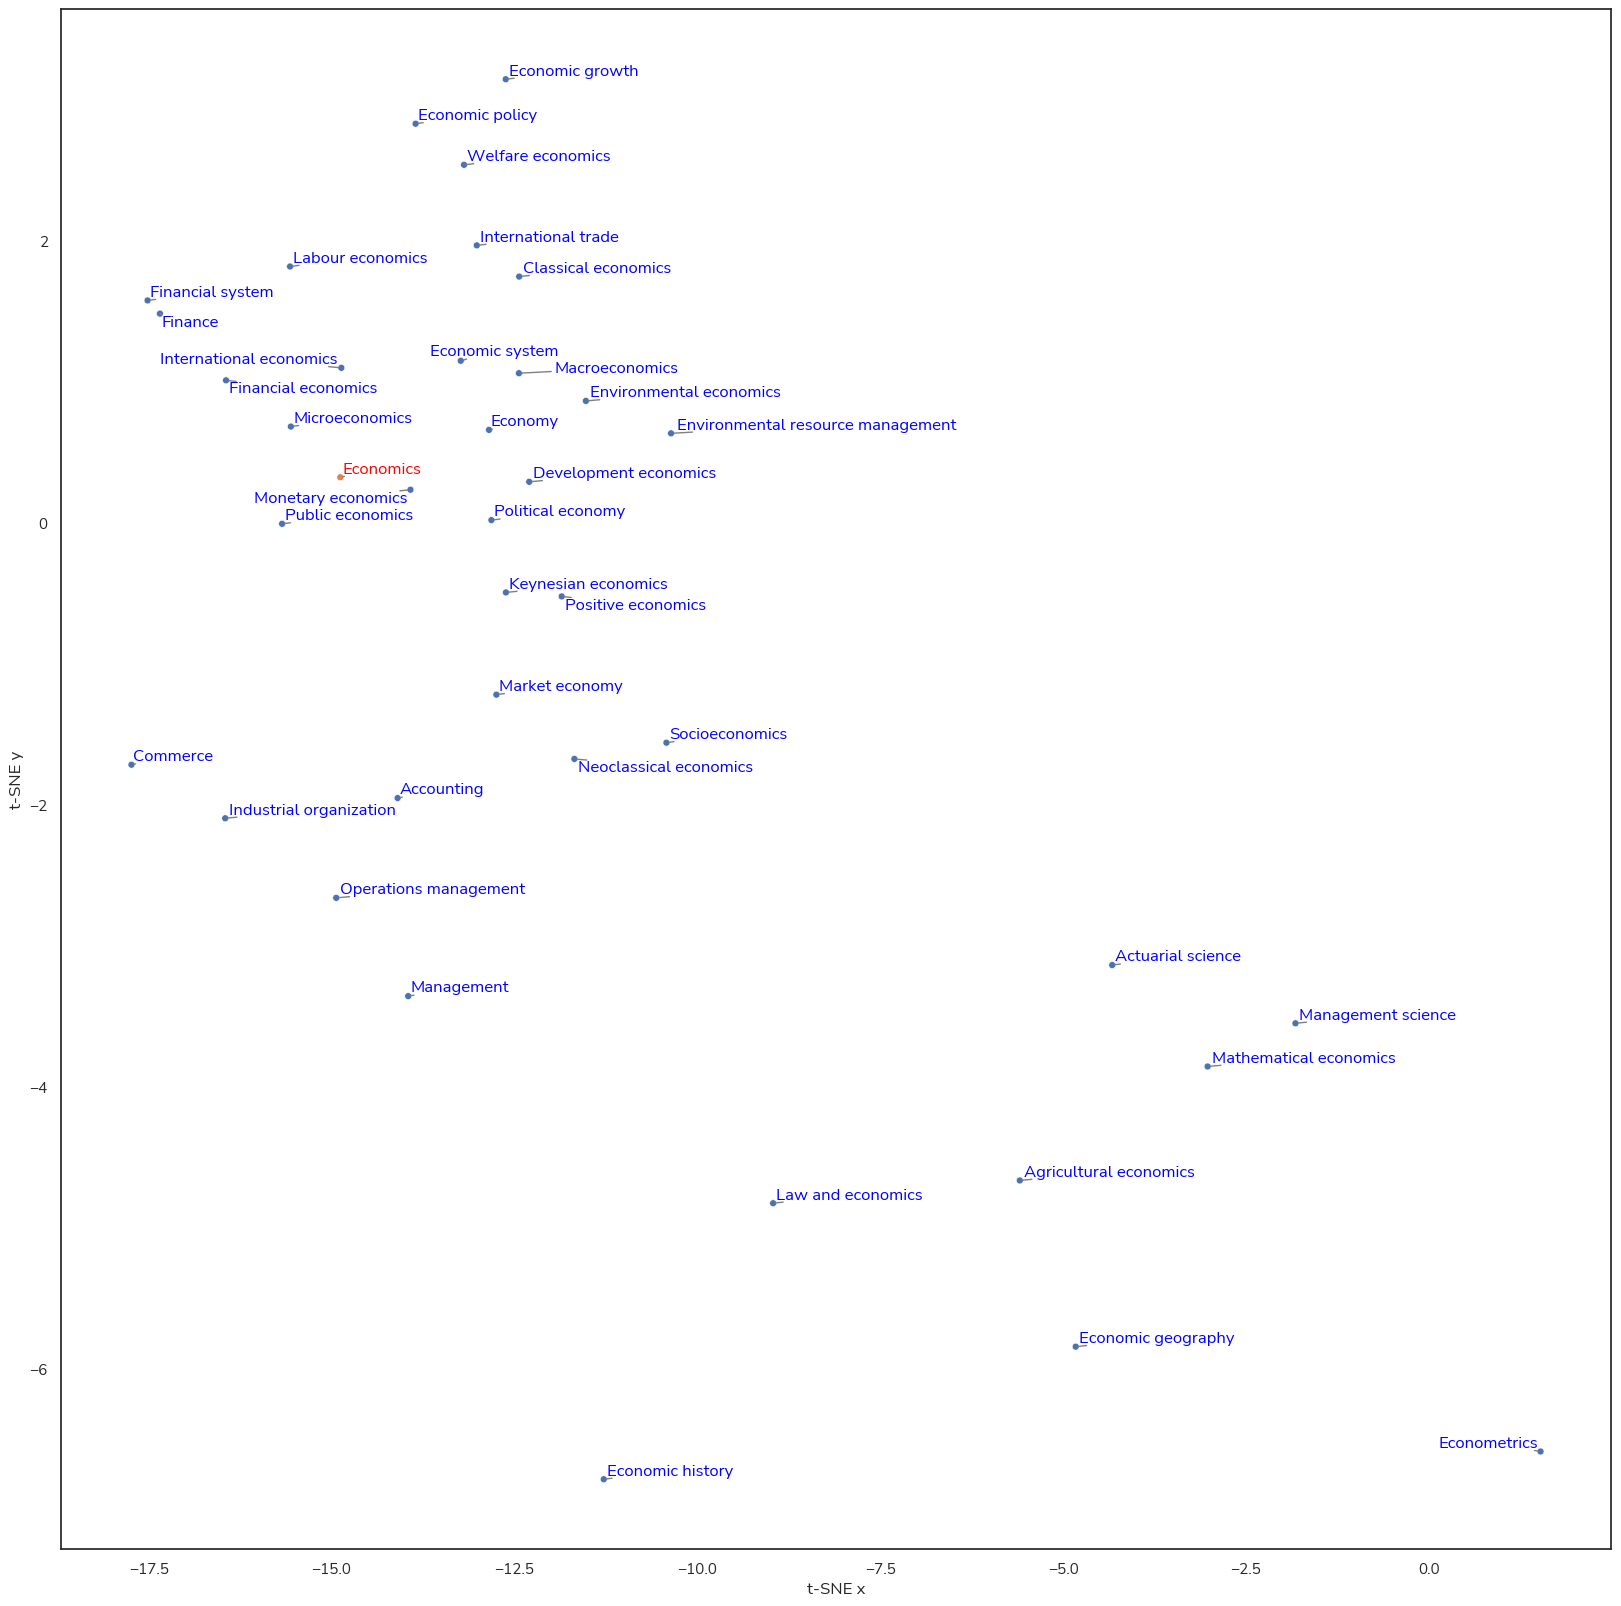 Economic growth
Economic policy
Welfare economics
International trade
Labour economics
Classical economics
Financial system
Finance
Economic system
International economics
Macroeconomics
Financial economics
Environmental economics
Microeconomics
Economy
Environmental resource management
Economics
Development economics
Monetary economics
Public economics
Political economy
Keynesian economics
Positive economics
Market economy
Socioeconomics
Commerce
Neoclassical economics
Accounting
Industrial organization
Operations management
Actuarial science
Management
Management science
Mathematical economics
Agricultural economics
Law and economics
Economic geography
Econometrics
Economic history
2
0
−2
−4
−6
t-SNE y
−17.5 −15.0 −12.5 −10.0 −7.5 −5.0 −2.5 0.0
t-SNE x